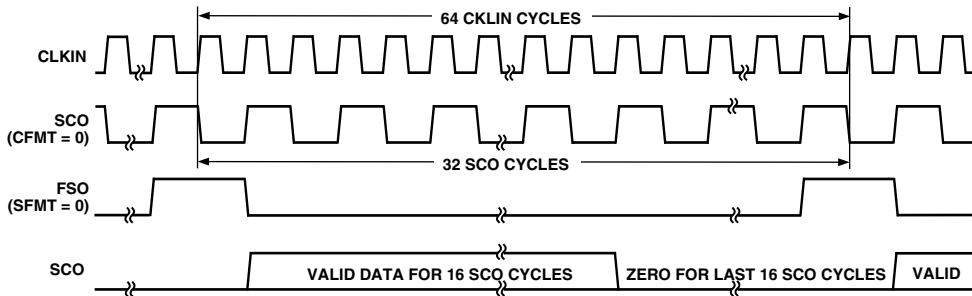 64 CKLIN CYCLES
CLKIN
SCO
(CFMT = 0)
32 SCO CYCLES
FSO
(SFMT = 0)
SCO
VALID DATA FOR 16 SCO CYCLES
ZERO FOR LAST 16 SCO CYCLES
VALID